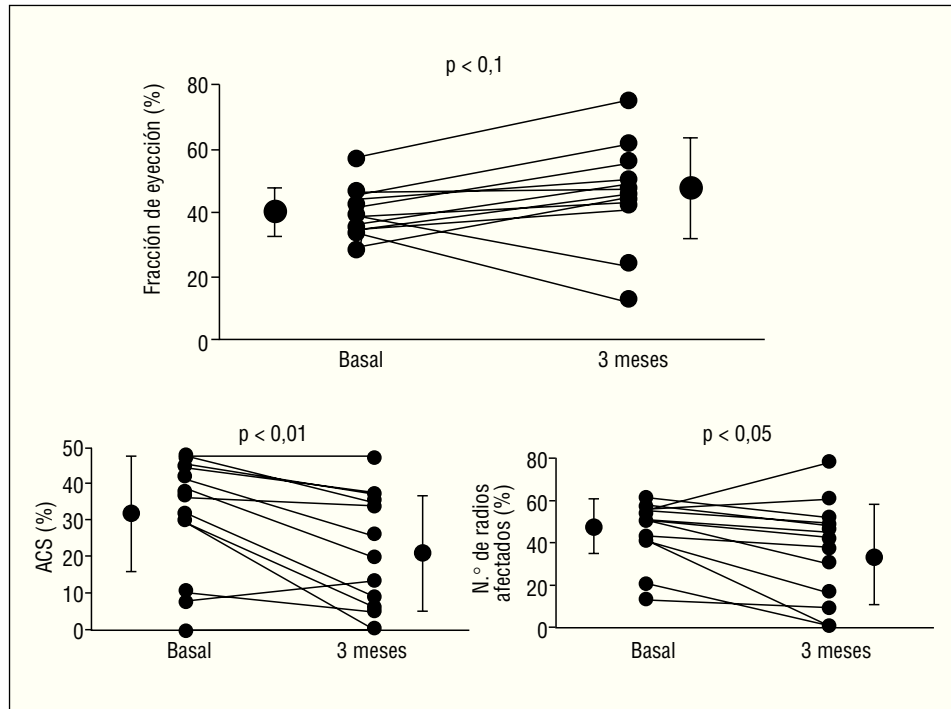 p < 0,1
Fracción de eyección (%)
80
60
40
20
0
Basal
3 meses
p < 0,01
ACS (%)
50
40
30
20
10
0
Basal
3 meses
p < 0,05
N.° de radios
afectados (%)
80
60
40
20
0
Basal
3 meses